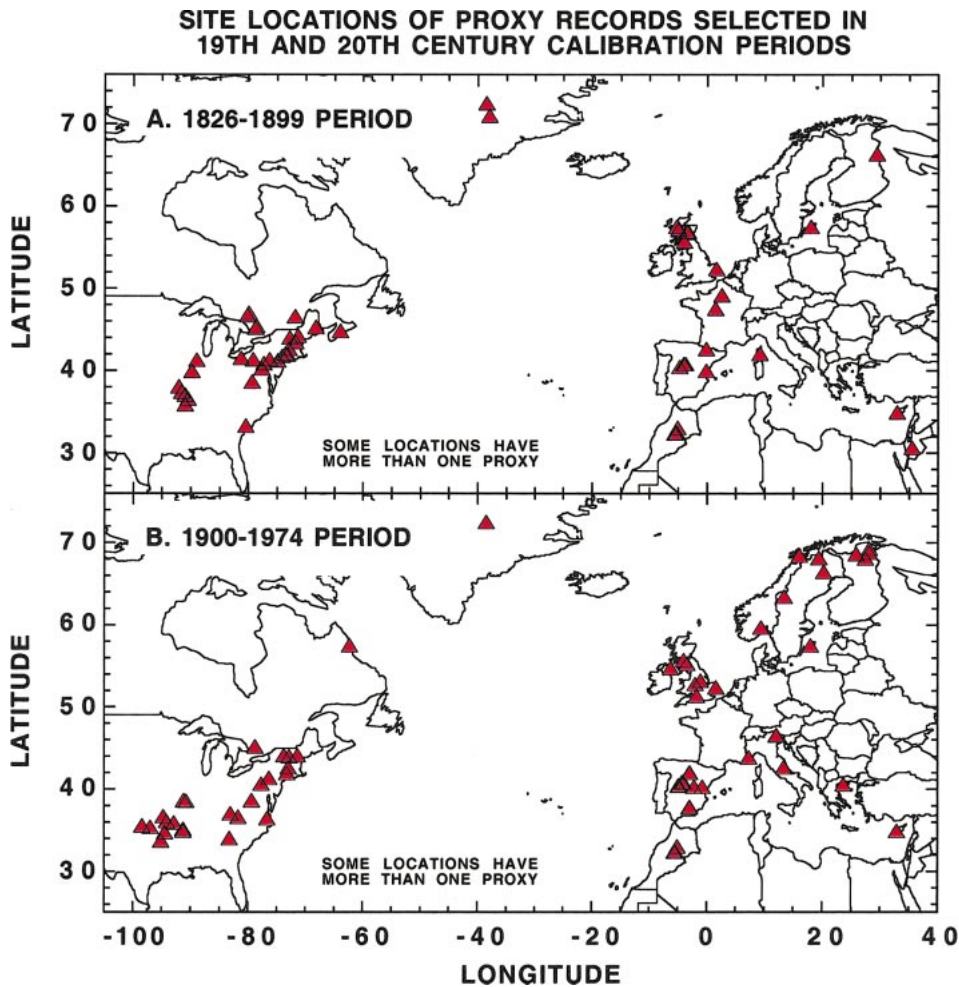 SITE LOCATIONS OF PROXY RECORDS SELECTED IN
19TH AND 20TH CENTURY CALIBRATION PERIODS
A. 1826-1899 PERIOD
LATITUDE
70
60
50
40
30
SOME LOCATIONS HAVE
MORE THAN ONE PROXY
B. 1900-1974 PERIOD
LATITUDE
70
60
50
40
30
SOME LOCATIONS HAVE
MORE THAN ONE PROXY
-100 -80 -60 -40 -20 0 20 40
LONGITUDE